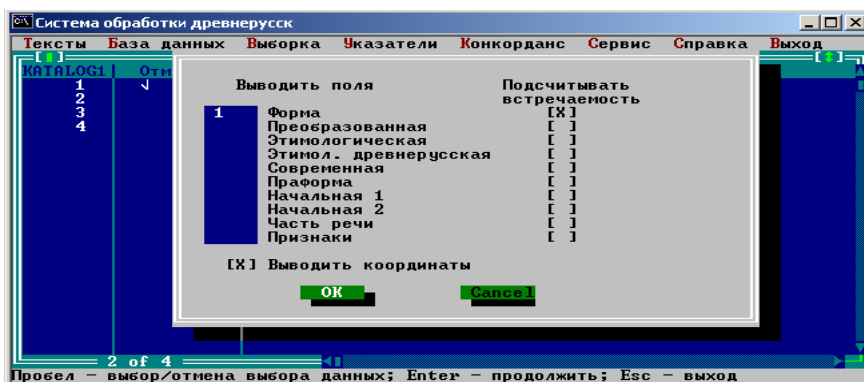 Система обработки древнерусск
Тексты База данных Выборка Указатели Конкорданс Сервис Справка Выход
KATALOG1 Отм
1 √
2
3
4
Выводить поля Подсчитывать
встречаемость
1 Форма [X]
Преобразованная [ ]
Этимологическая [ ]
Этимол. древнерусская [ ]
Современная [ ]
Праформа [ ]
Начальная 1 [ ]
Начальная 2 [ ]
Часть речи [ ]
Признаки [ ]
[X] Выводить координаты
OK Cancel
2 of 4
Пробел - выбор/отмена выбора данных; Enter - продолжить; Esc - выход